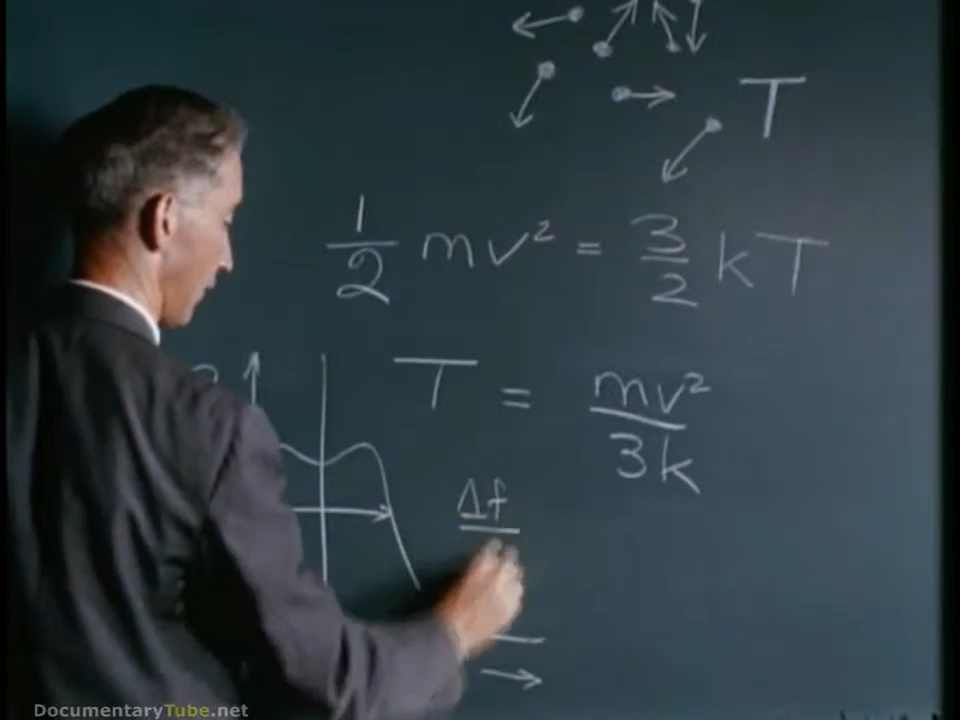 T
1/2 mv² = 3/2 kT
T = mv²/3k
Δf
DocumentaryTube.net